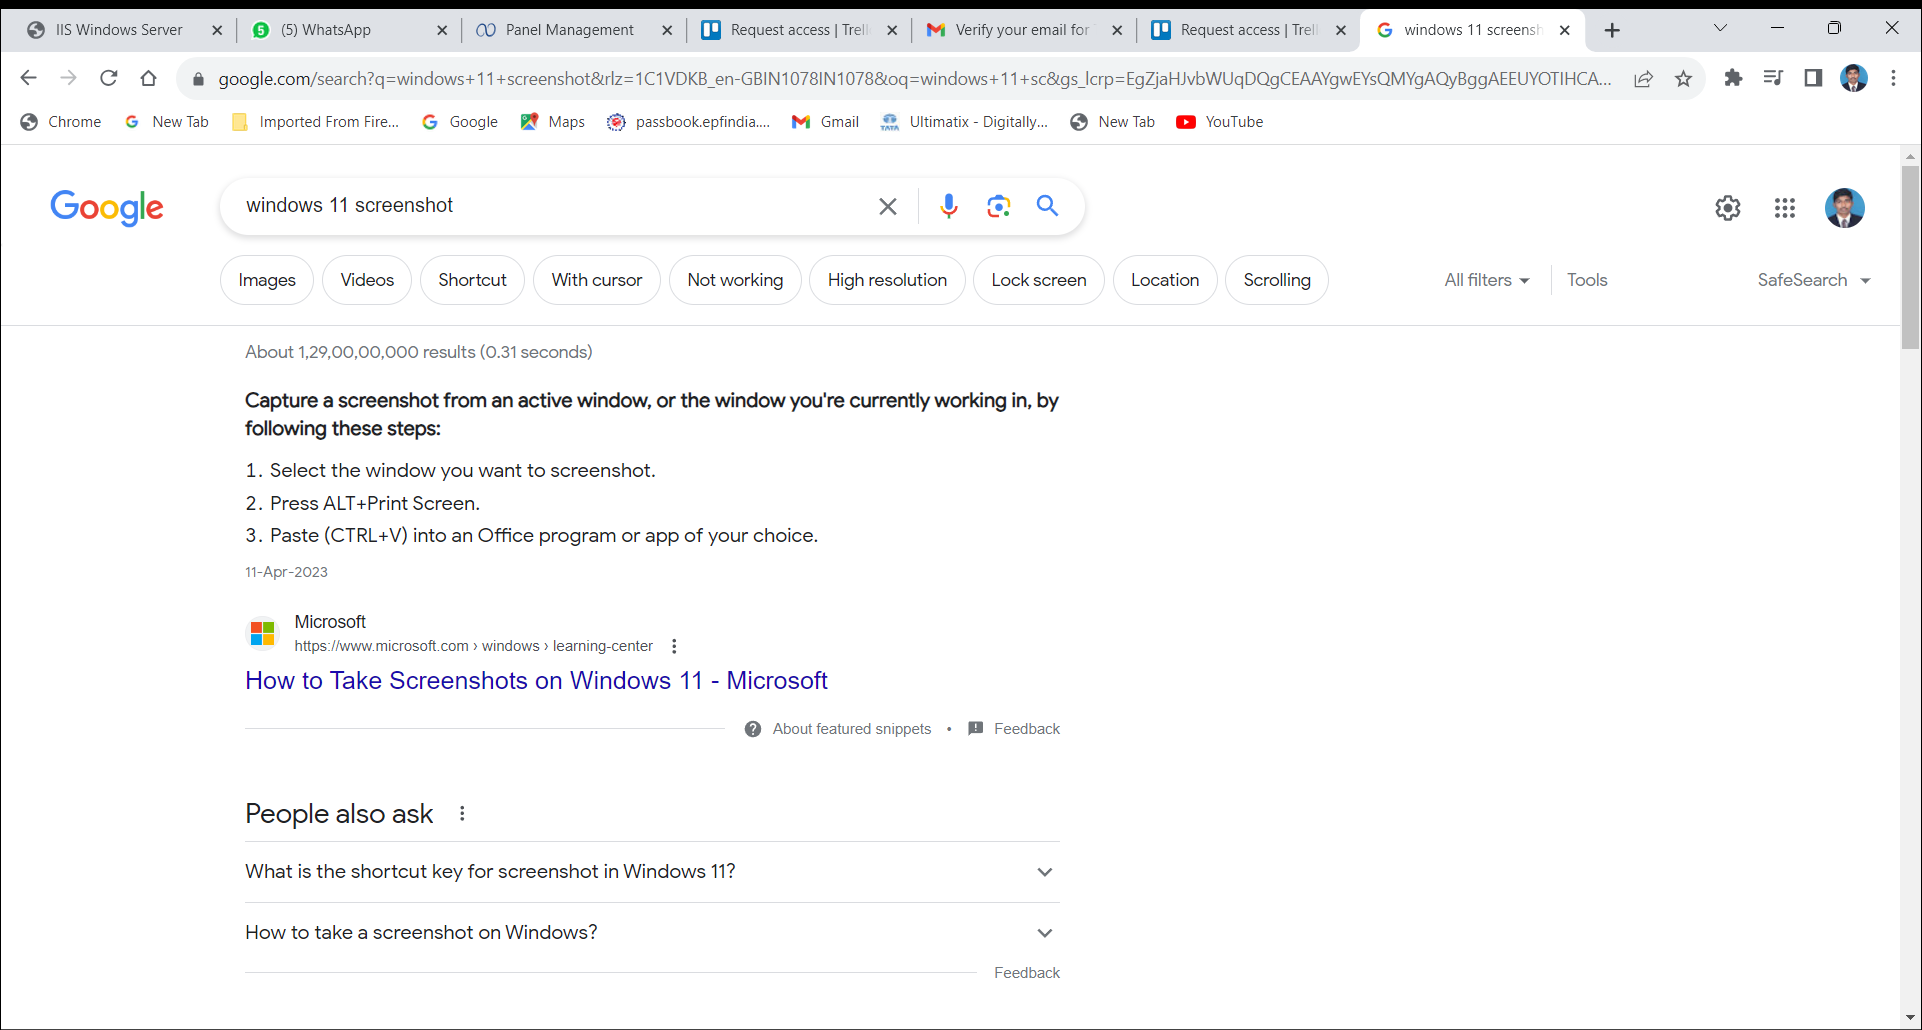 IIS Windows Server
(5) WhatsApp
Panel Management
Request access | Trell
Verify your email for
Request access | Trell
windows 11 screensh
google.com/search?q=windows+11+screenshot&rlz=1C1VDKB_en-GBIN1078IN1078&oq=windows+11+sc&gs_lcrp=EgZjaHJvbWUqDQgCEAAYgwEYsQMYgAQyBggAEEUYOTIHCA...
Chrome
New Tab
Imported From Fire...
Google
Maps
passbook.epfindia....
Gmail
TATA
Ultimatix - Digitally...
New Tab
YouTube
Google
windows 11 screenshot
Images
Videos
Shortcut
With cursor
Not working
High resolution
Lock screen
Location
Scrolling
All filters
Tools
SafeSearch
About 1,29,00,00,000 results (0.31 seconds)
Capture a screenshot from an active window, or the window you're currently working in, by
following these steps:
1. Select the window you want to screenshot.
2. Press ALT+Print Screen.
3. Paste (CTRL+V) into an Office program or app of your choice.
11-Apr-2023
Microsoft
https://www.microsoft.com › windows › learning-center
How to Take Screenshots on Windows 11 - Microsoft
About featured snippets • Feedback
People also ask
What is the shortcut key for screenshot in Windows 11?
How to take a screenshot on Windows?
Feedback